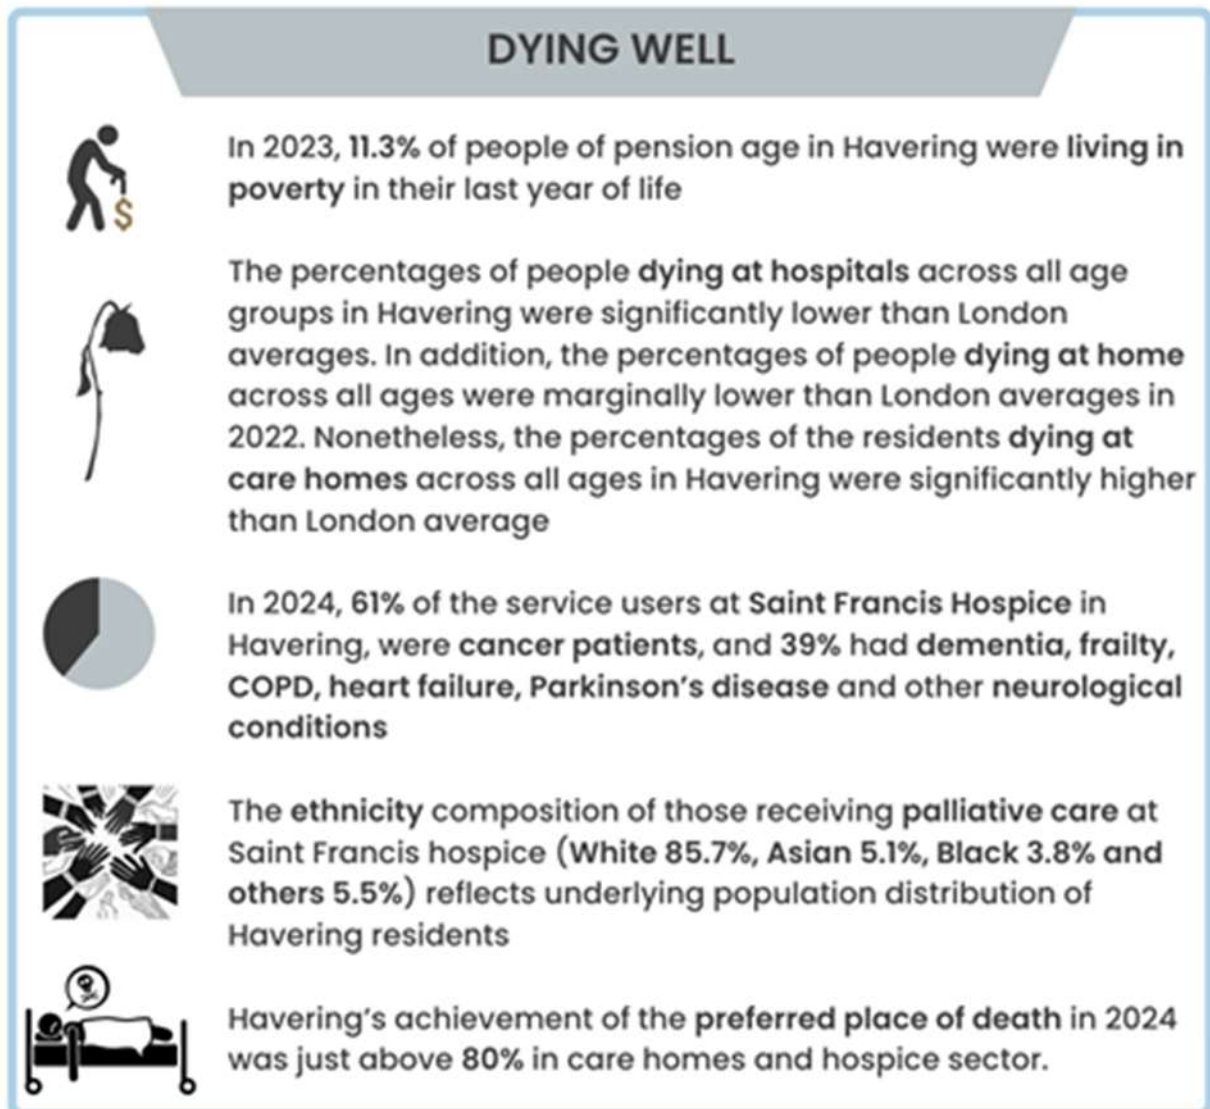 DYING WELL
In 2023, 11.3% of people of pension age in Havering were living in
poverty in their last year of life
$
The percentages of people dying at hospitals across all age
groups in Havering were significantly lower than London
averages. In addition, the percentages of people dying at home
across all ages were marginally lower than London averages in
2022. Nonetheless, the percentages of the residents dying at
care homes across all ages in Havering were significantly higher
than London average
In 2024, 61% of the service users at Saint Francis Hospice in
Havering, were cancer patients, and 39% had dementia, frailty,
COPD, heart failure, Parkinson's disease and other neurological
conditions
The ethnicity composition of those receiving palliative care at
Saint Francis hospice (White 85.7%, Asian 5.1%, Black 3.8% and
others 5.5%) reflects underlying population distribution of
Havering residents
Havering's achievement of the preferred place of death in 2024
was just above 80% in care homes and hospice sector.